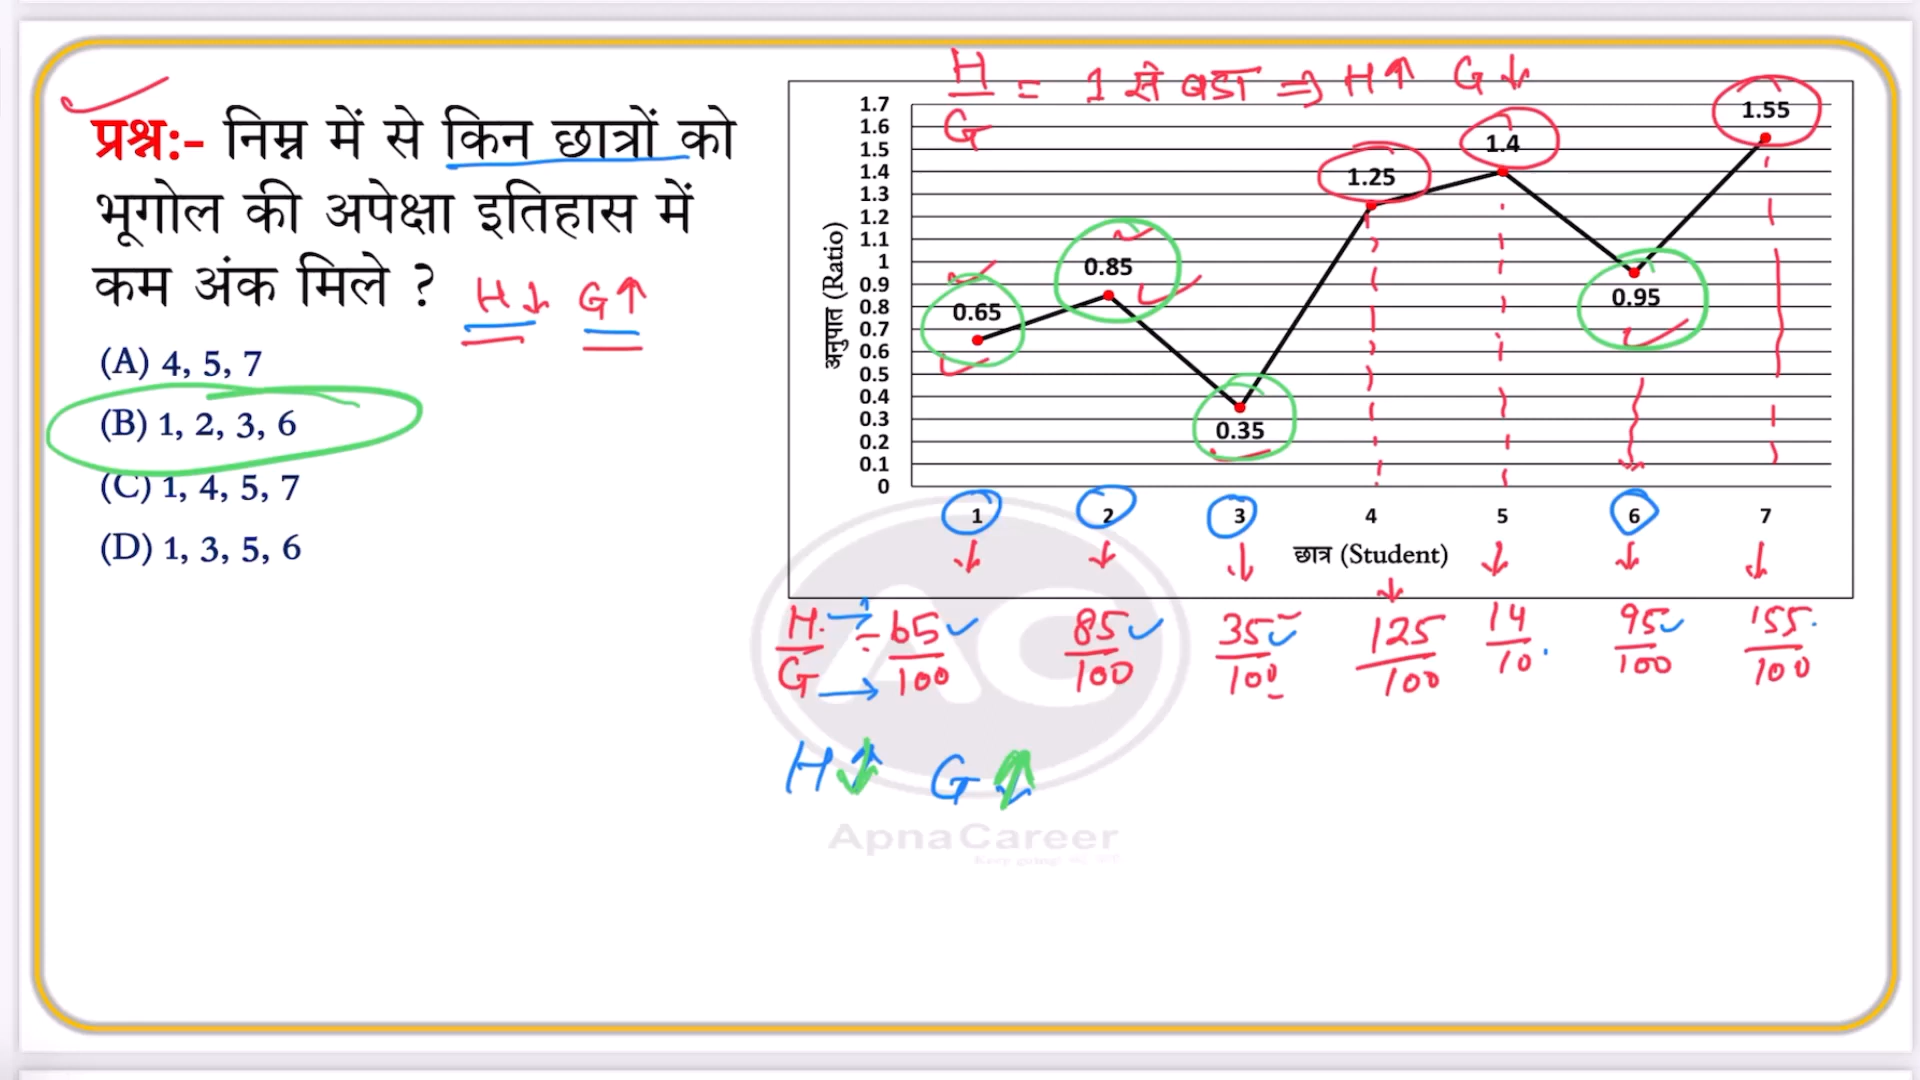 प्रश्न:- निम्न में से किन छात्रों को
भूगोल की अपेक्षा इतिहास में
कम अंक मिले ?
H↓ G↑
(A) 4, 5, 7
(B) 1, 2, 3, 6
(C) 1, 4, 5, 7
(D) 1, 3, 5, 6
H/G = 1 से बड़ा ⇒ H↑ G↓
अनुपात (Ratio)
1.7
1.6
1.5
1.4
1.3
1.2
1.1
1
0.9
0.8
0.7
0.6
0.5
0.4
0.3
0.2
0.1
0
0.65
0.85
0.35
1.25
1.4
0.95
1.55
1 2 3 4 5 6 7
छात्र (Student)
H/G = 65/100 85/100 35/100 125/100 14/10 95/100 155/100
H↓ G↑
AC
ApnaCareer